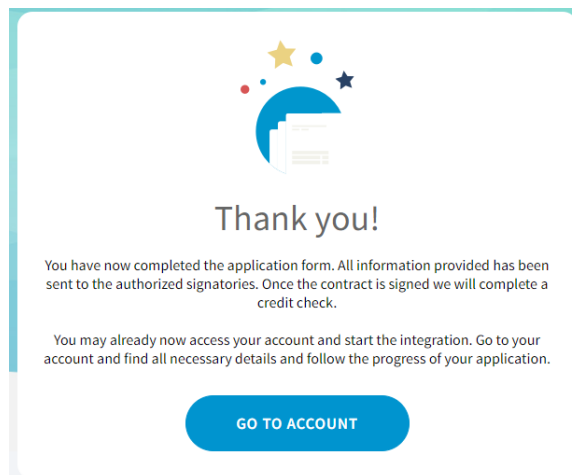 Thank you!
You have now completed the application form. All information provided has been
sent to the authorized signatories. Once the contract is signed we will complete a
credit check.
You may already now access your account and start the integration. Go to your
account and find all necessary details and follow the progress of your application.
GO TO ACCOUNT